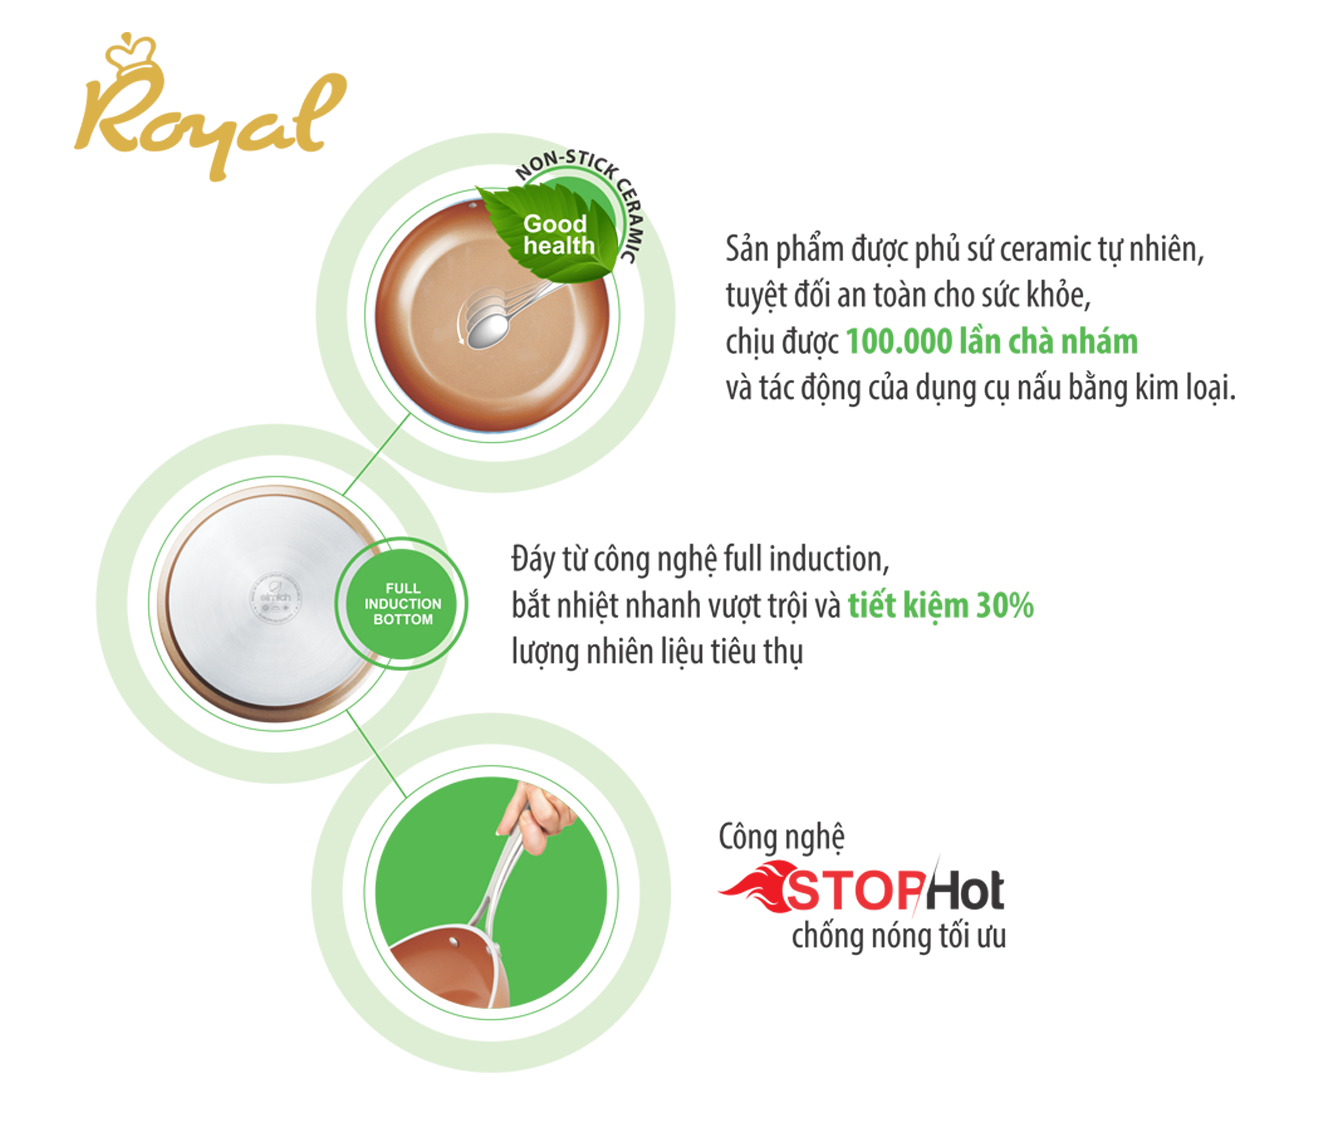 Royal
NON-STICK CERAMIC
Good
health
Sản phẩm được phủ sứ ceramic tự nhiên,
tuyệt đối an toàn cho sức khỏe,
chịu được 100.000 lần chà nhám
và tác động của dụng cụ nấu bằng kim loại.
elmich
FULL
INDUCTION
BOTTOM
Đáy từ công nghệ full induction,
bắt nhiệt nhanh vượt trội và tiết kiệm 30%
lượng nhiên liệu tiêu thụ
Công nghệ
STOPHot
chống nóng tối ưu